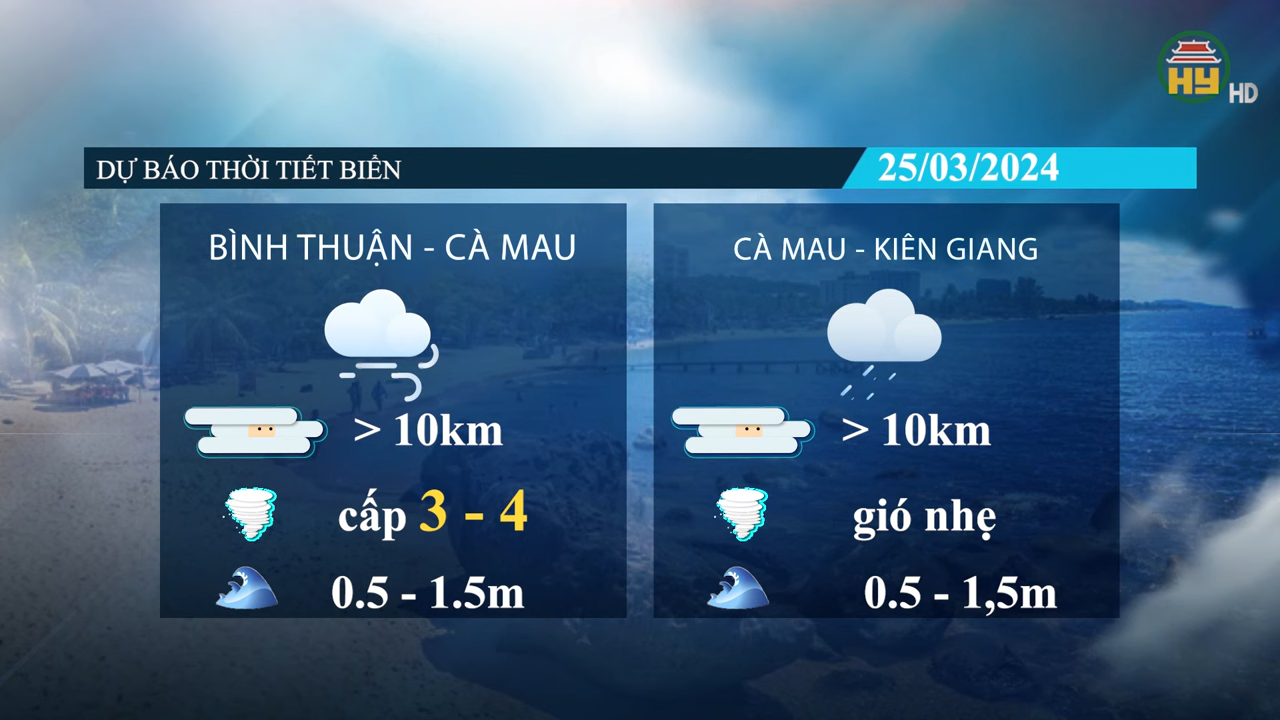 HY HD
DỰ BÁO THỜI TIẾT BIỂN 25/03/2024
BÌNH THUẬN - CÀ MAU
> 10km
cấp 3 - 4
0.5 - 1.5m
CÀ MAU - KIÊN GIANG
> 10km
gió nhẹ
0.5 - 1,5m